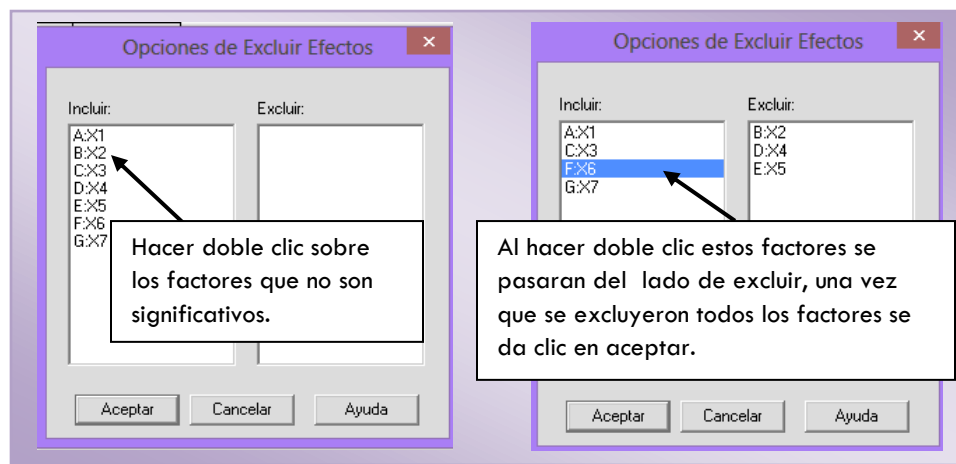 Opciones de Excluir Efectos
Incluir:
Excluir:
A:X1
B:X2
C:X3
D:X4
E:X5
F:X6
G:X7
Hacer doble clic sobre
los factores que no son
significativos.
Aceptar
Cancelar
Ayuda
Opciones de Excluir Efectos
Incluir:
Excluir:
A:X1
C:X3
F:X6
G:X7
B:X2
D:X4
E:X5
Al hacer doble clic estos factores se
pasaran del lado de excluir, una vez
que se excluyeron todos los factores se
da clic en aceptar.
Aceptar
Cancelar
Ayuda